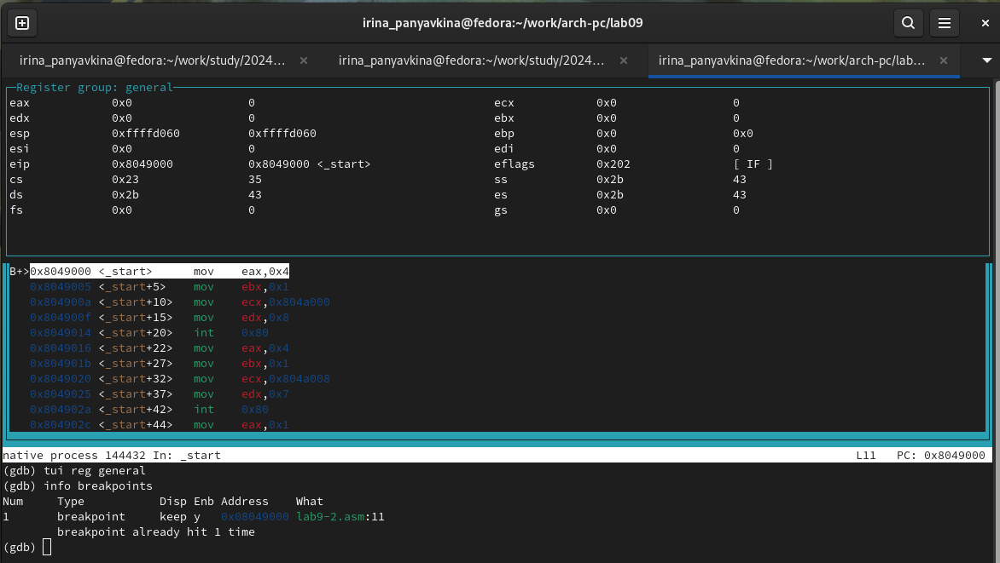 irina_panyavkina@fedora:~/work/arch-pc/lab09
irina_panyavkina@fedora:~/work/study/2024... × irina_panyavkina@fedora:~/work/study/2024... × irina_panyavkina@fedora:~/work/arch-pc/lab... ×
Register group: general
eax 0x0 0 ecx 0x0 0
edx 0x0 0 ebx 0x0 0
esp 0xffffd060 0xffffd060 ebp 0x0 0x0
esi 0x0 0 edi 0x0 0
eip 0x8049000 0x8049000 <_start> eflags 0x202 [ IF ]
cs 0x23 35 ss 0x2b 43
ds 0x2b 43 es 0x2b 43
fs 0x0 0 gs 0x0 0
B+>0x8049000 <_start> mov eax,0x4
0x8049005 <_start+5> mov ebx,0x1
0x804900a <_start+10> mov ecx,0x804a000
0x804900f <_start+15> mov edx,0x8
0x8049014 <_start+20> int 0x80
0x8049016 <_start+22> mov eax,0x4
0x804901b <_start+27> mov ebx,0x1
0x8049020 <_start+32> mov ecx,0x804a008
0x8049025 <_start+37> mov edx,0x7
0x804902a <_start+42> int 0x80
0x804902c <_start+44> mov eax,0x1
native process 144432 In: _start L11 PC: 0x8049000
(gdb) tui reg general
(gdb) info breakpoints
Num Type Disp Enb Address What
1 breakpoint keep y 0x08049000 lab9-2.asm:11
breakpoint already hit 1 time
(gdb)